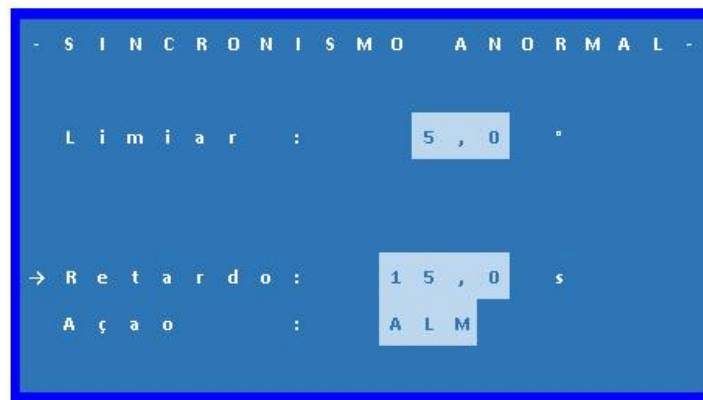 - SINCRONISMO ANORMAL -
Limiar : 5,0 °
→ Retardo: 15,0 s
Açao : ALM